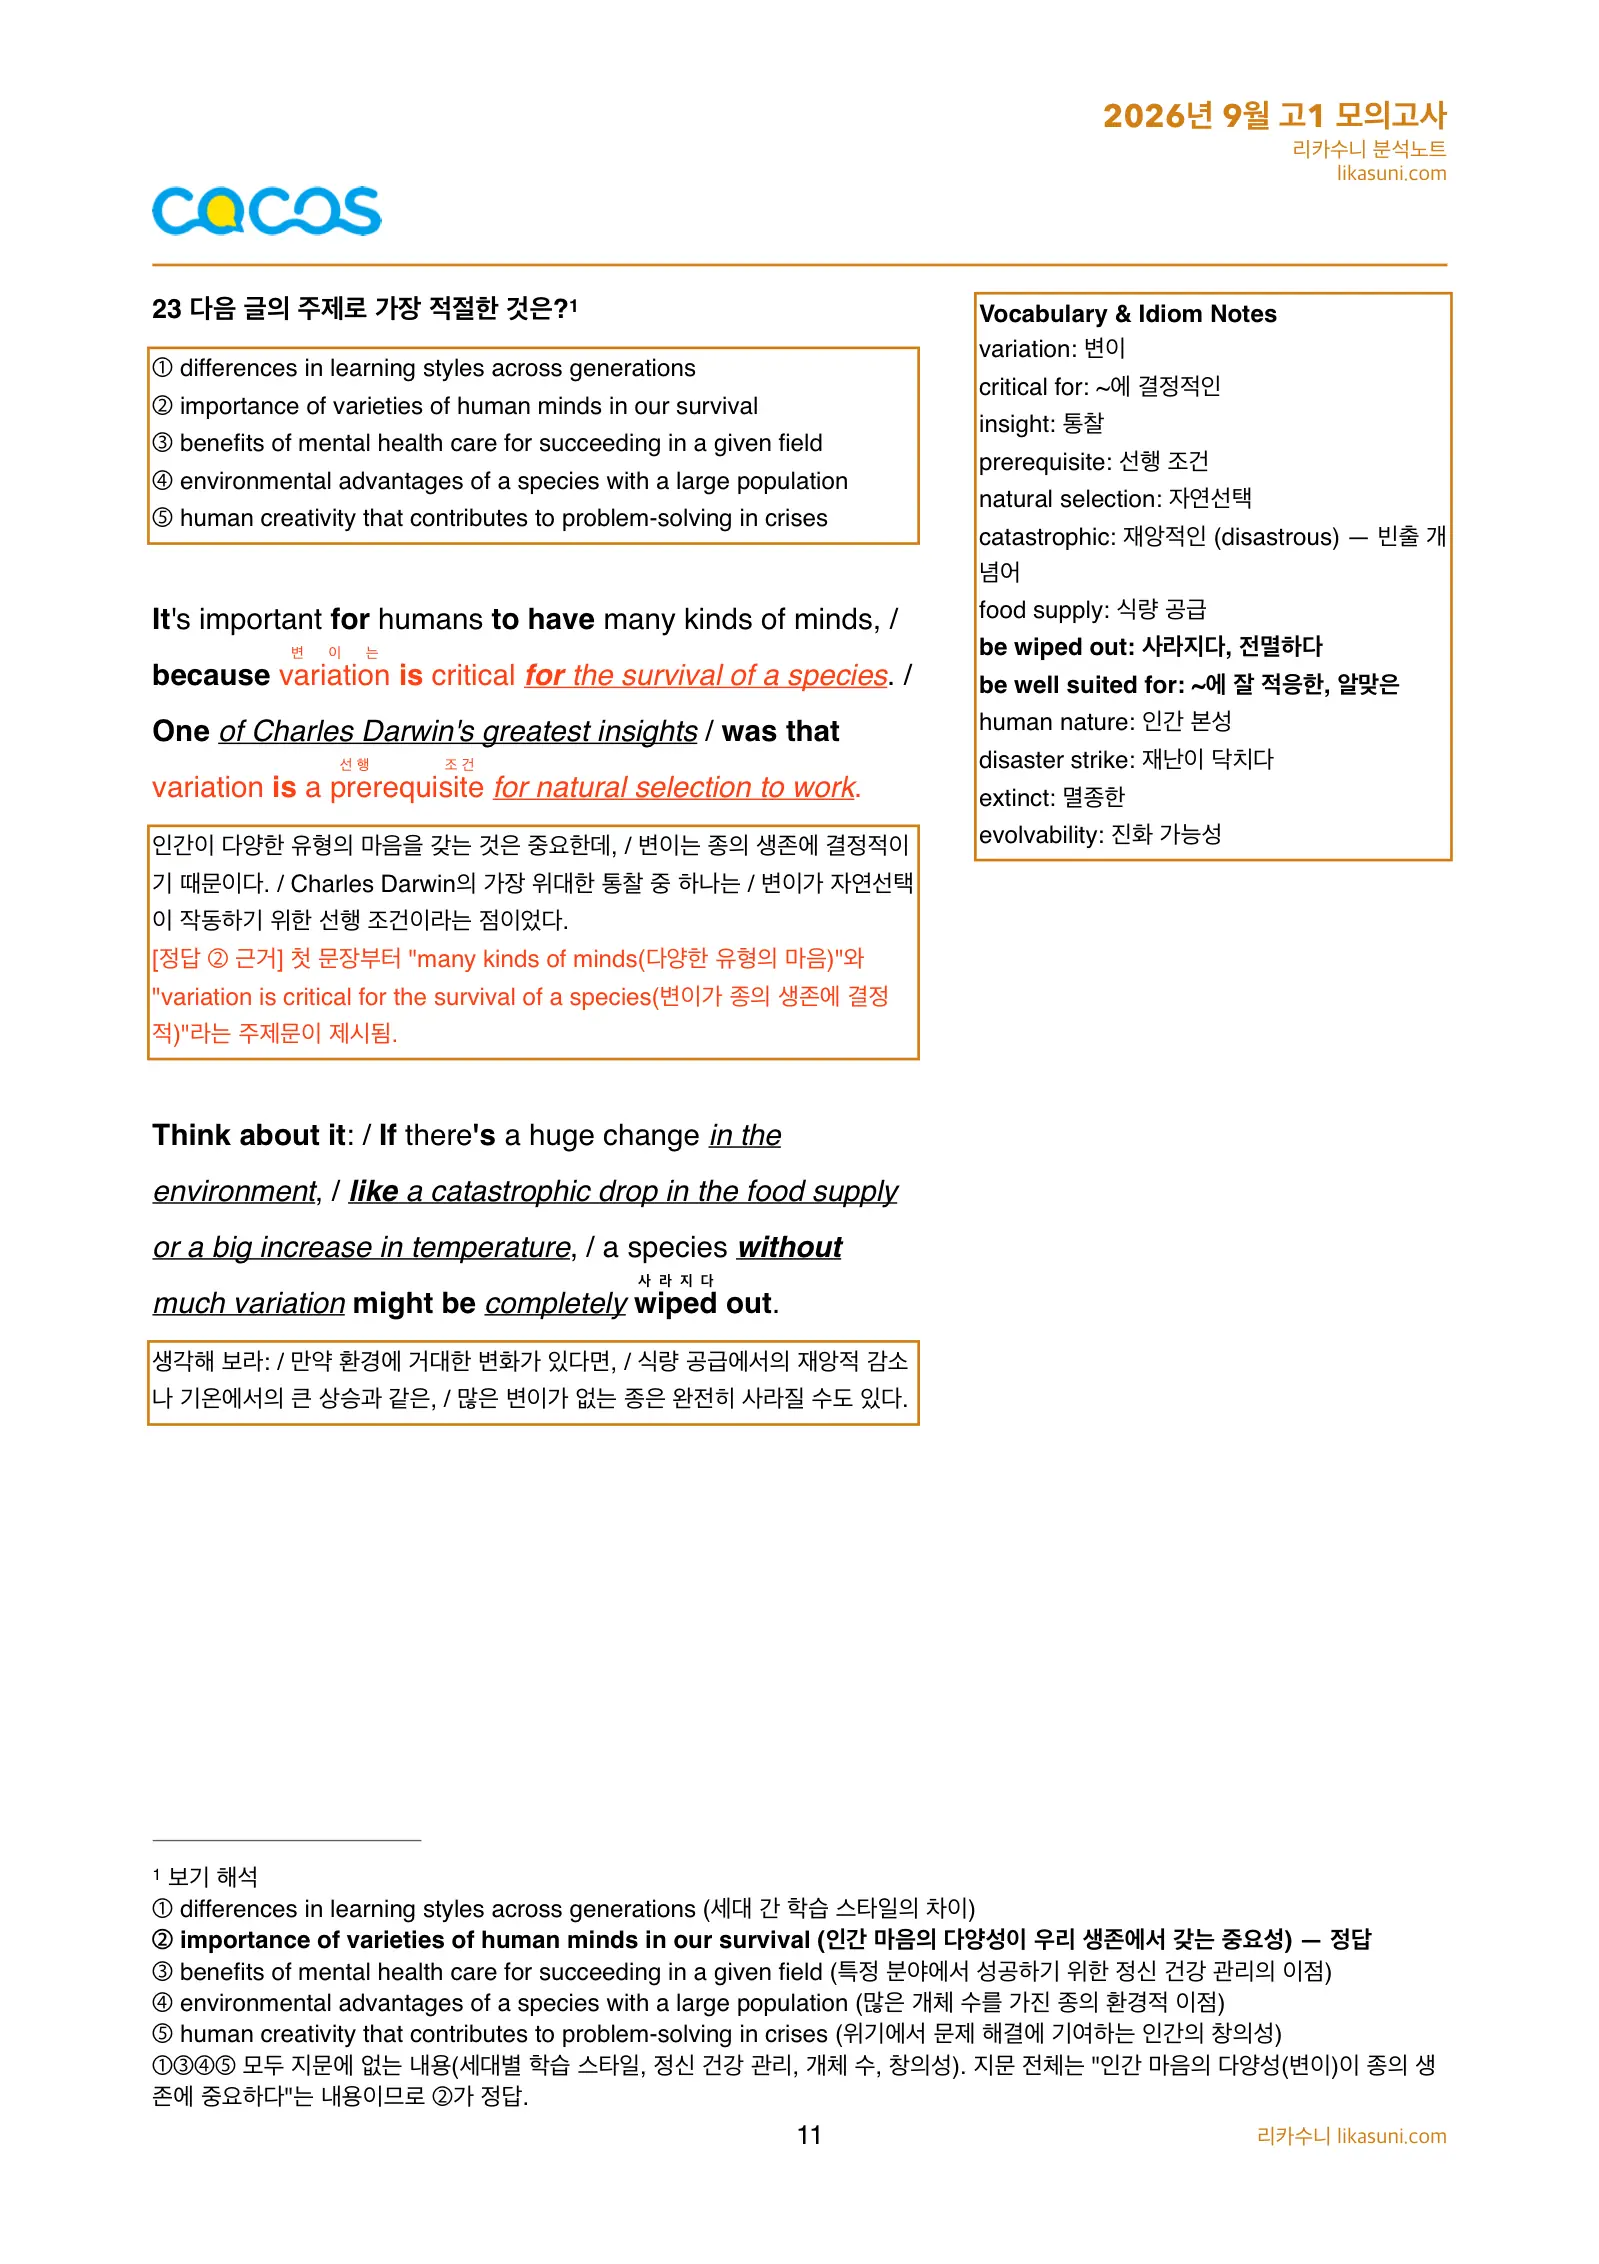 2026년 9월 고1 모의고사
리카수니 분석노트
likasuni.com
cacos
23 다음 글의 주제로 가장 적절한 것은?¹
① differences in learning styles across generations
② importance of varieties of human minds in our survival
③ benefits of mental health care for succeeding in a given field
④ environmental advantages of a species with a large population
⑤ human creativity that contributes to problem-solving in crises
It's important for humans to have many kinds of minds, /
변이는
because variation is critical for the survival of a species. /
One of Charles Darwin's greatest insights / was that
선행 조건
variation is a prerequisite for natural selection to work.
인간이 다양한 유형의 마음을 갖는 것은 중요한데, / 변이는 종의 생존에 결정적이
기 때문이다. / Charles Darwin의 가장 위대한 통찰 중 하나는 / 변이가 자연선택
이 작동하기 위한 선행 조건이라는 점이었다.
[정답 ② 근거] 첫 문장부터 "many kinds of minds(다양한 유형의 마음)"와
"variation is critical for the survival of a species(변이가 종의 생존에 결정
적)"라는 주제문이 제시됨.
Think about it: / If there's a huge change in the
environment, / like a catastrophic drop in the food supply
or a big increase in temperature, / a species without
사라지다
much variation might be completely wiped out.
생각해 보라: / 만약 환경에 거대한 변화가 있다면, / 식량 공급에서의 재앙적 감소
나 기온에서의 큰 상승과 같은, / 많은 변이가 없는 종은 완전히 사라질 수도 있다.
Vocabulary & Idiom Notes
variation: 변이
critical for: ~에 결정적인
insight: 통찰
prerequisite: 선행 조건
natural selection: 자연선택
catastrophic: 재앙적인 (disastrous) — 빈출 개
념어
food supply: 식량 공급
be wiped out: 사라지다, 전멸하다
be well suited for: ~에 잘 적응한, 알맞은
human nature: 인간 본성
disaster strike: 재난이 닥치다
extinct: 멸종한
evolvability: 진화 가능성
¹ 보기 해석
① differences in learning styles across generations (세대 간 학습 스타일의 차이)
② importance of varieties of human minds in our survival (인간 마음의 다양성이 우리 생존에서 갖는 중요성) — 정답
③ benefits of mental health care for succeeding in a given field (특정 분야에서 성공하기 위한 정신 건강 관리의 이점)
④ environmental advantages of a species with a large population (많은 개체 수를 가진 종의 환경적 이점)
⑤ human creativity that contributes to problem-solving in crises (위기에서 문제 해결에 기여하는 인간의 창의성)
①③④⑤ 모두 지문에 없는 내용(세대별 학습 스타일, 정신 건강 관리, 개체 수, 창의성). 지문 전체는 "인간 마음의 다양성(변이)이 종의 생
존에 중요하다"는 내용이므로 ②가 정답.
11
리카수니 likasuni.com